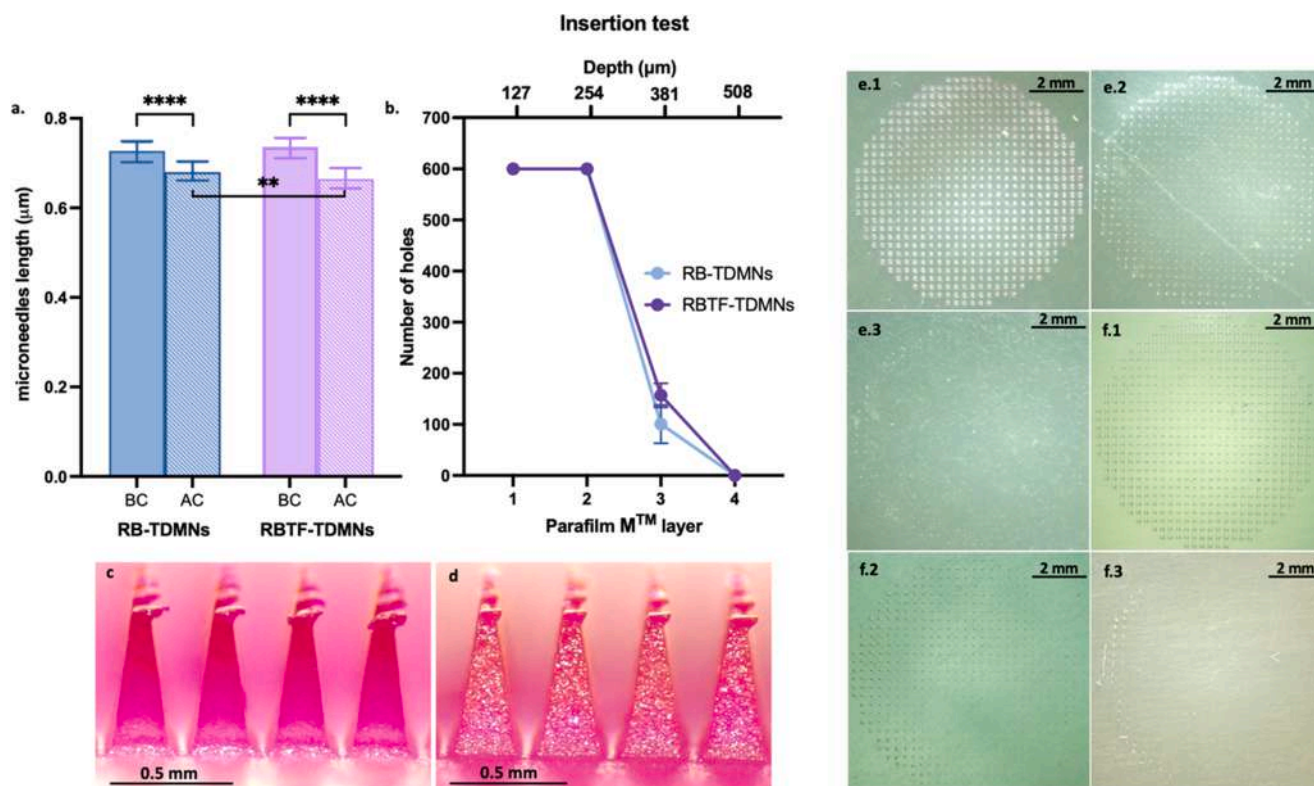 Insertion test
a.
****
****
**
0.8
0.6
0.4
0.2
0.0
microneedles length (μm)
BC
AC
BC
AC
RB-TDMNs
RBTF-TDMNs
b.
Depth (μm)
127
254
381
508
700
600
500
400
300
200
100
0
Number of holes
RB-TDMNs
RBTF-TDMNs
1
2
3
4
Parafilm M™ layer
c
0.5 mm
d
0.5 mm
e.1
2 mm
e.2
2 mm
e.3
2 mm
f.1
2 mm
f.2
2 mm
f.3
2 mm